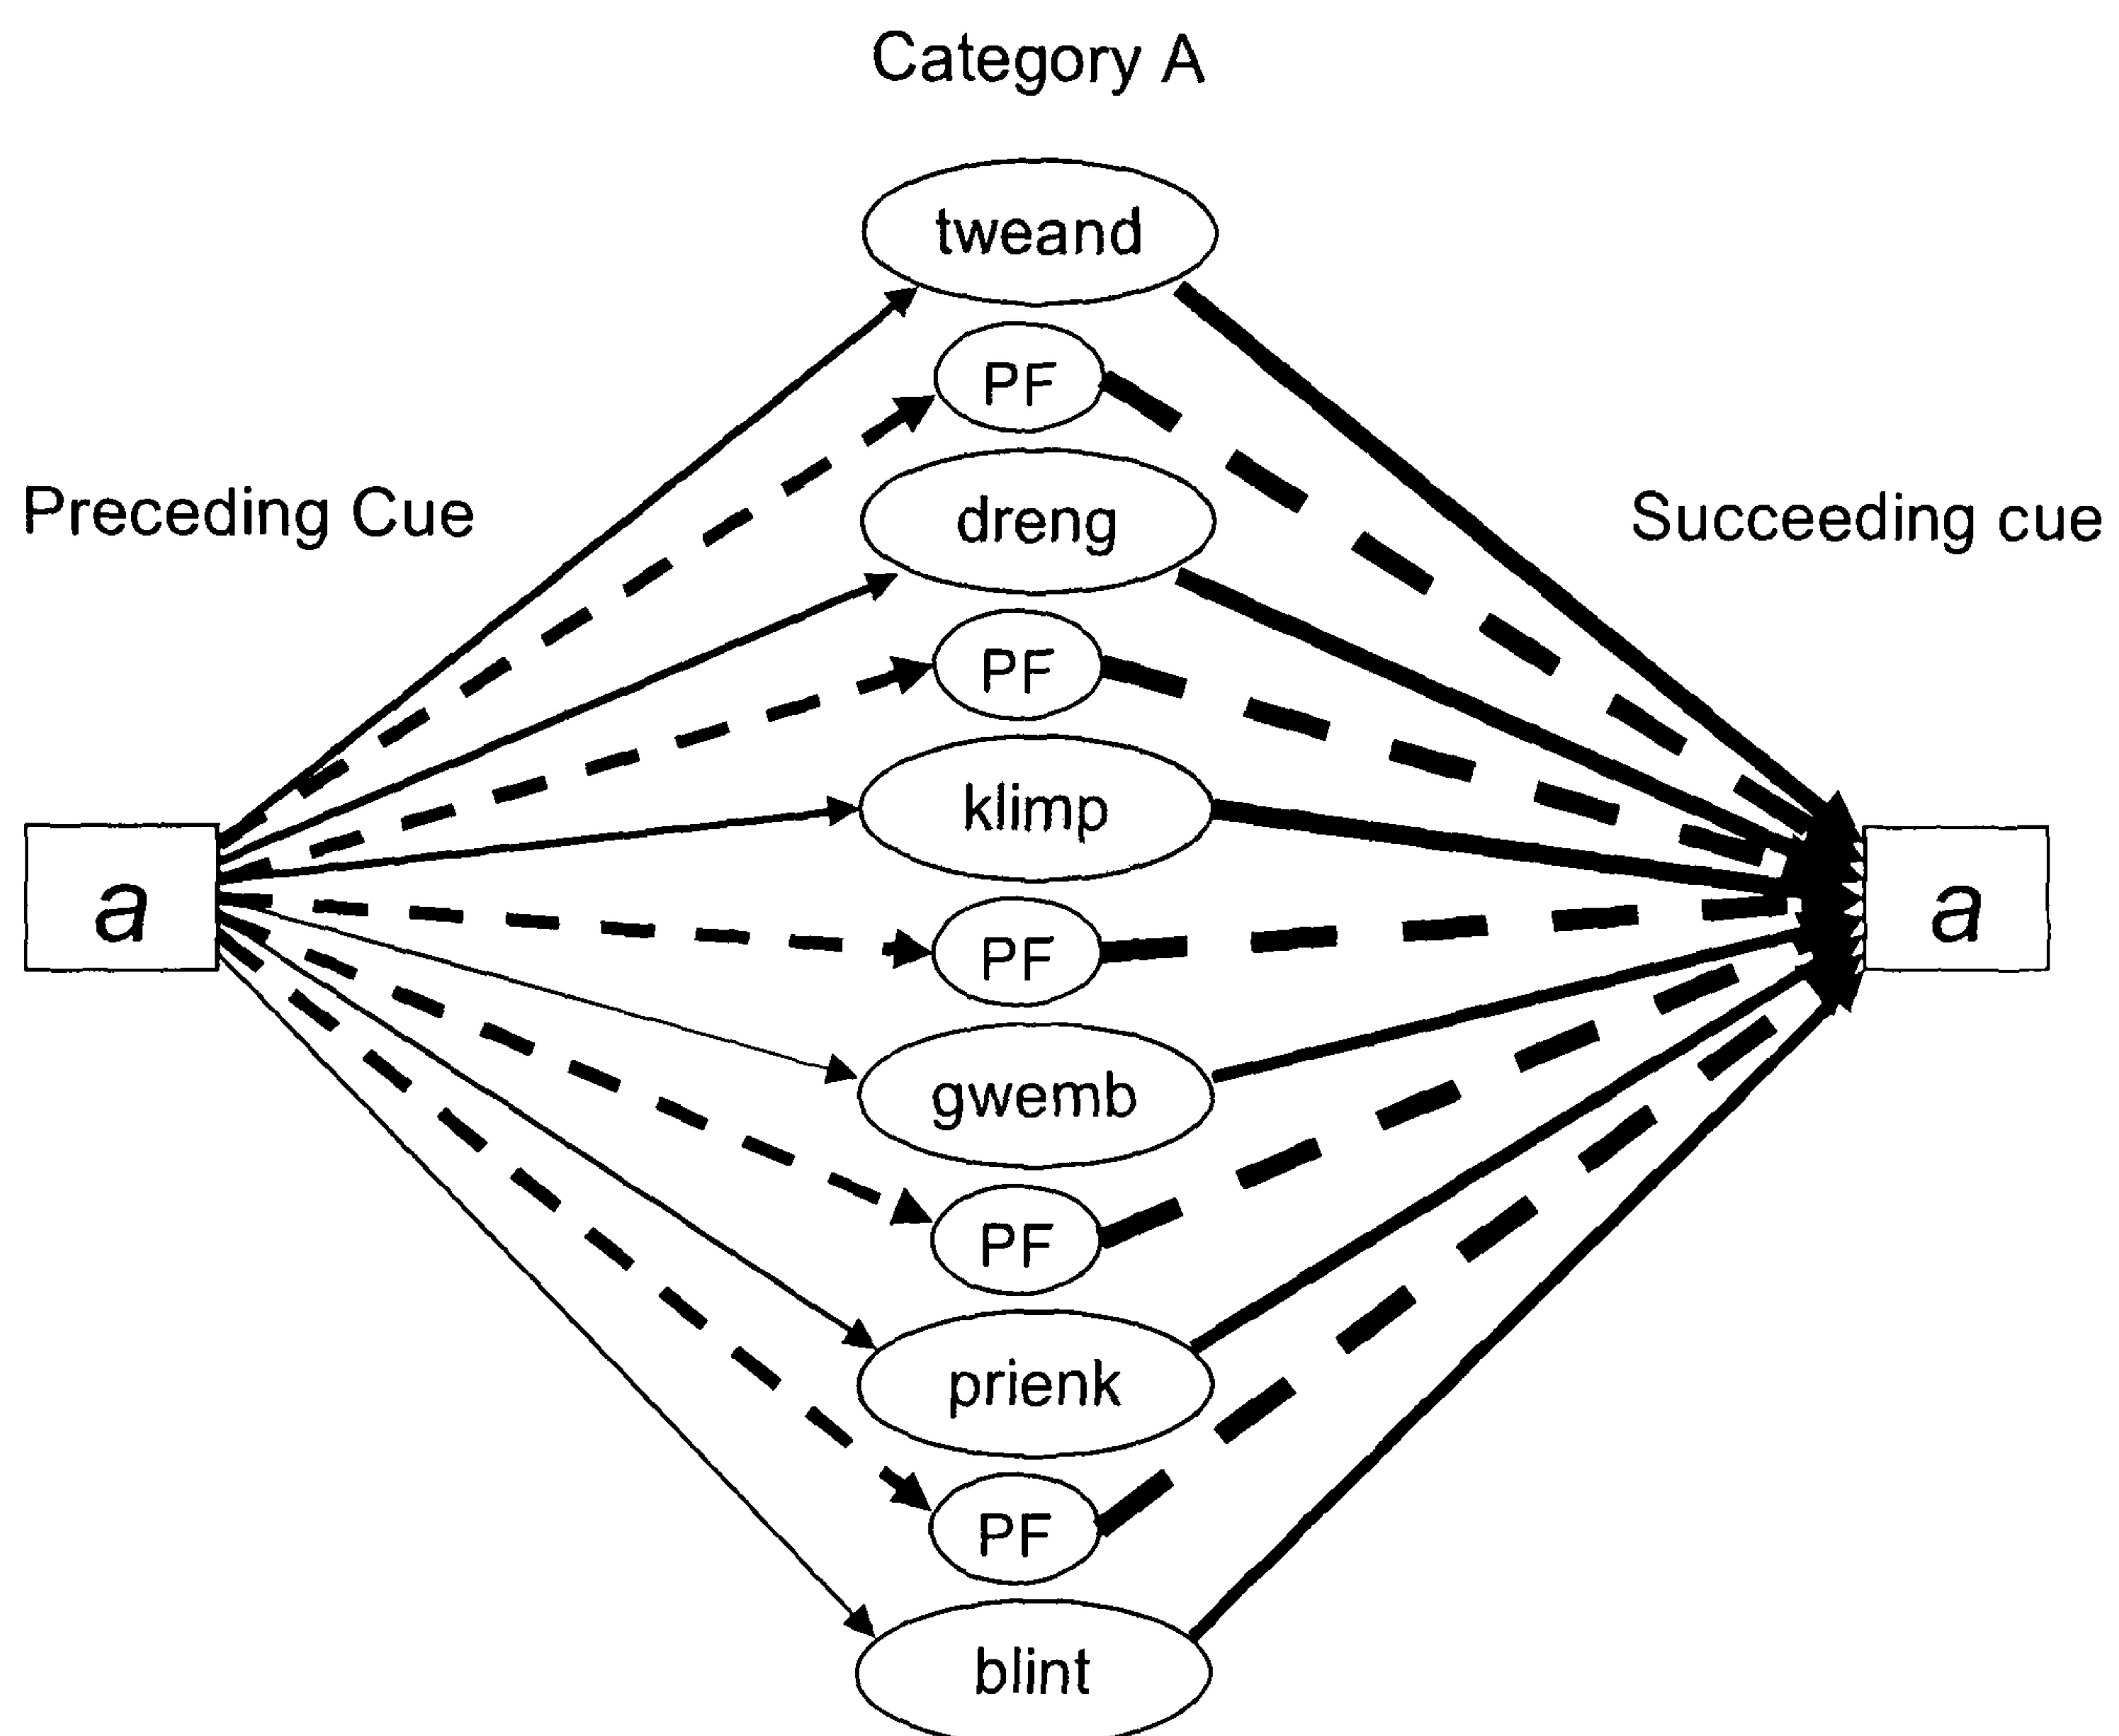 Category A
tweand
PF
Preceding Cue
dreng
Succeeding cue
PF
klimp
a
a
PF
gwemb
PF
prienk
PF
blint